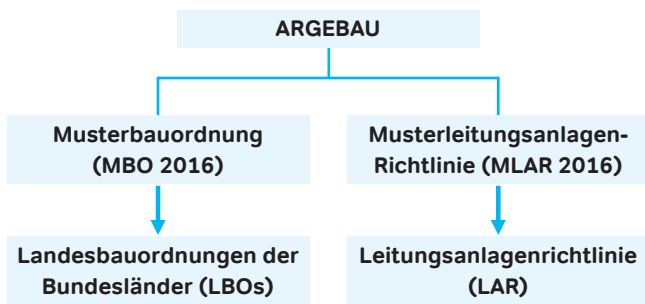 ARGEBAU
Musterbauordnung
(MBO 2016)
Musterleitungsanlagen-
Richtlinie (MLAR 2016)
Landesbauordnungen der
Bundesländer (LBOs)
Leitungsanlagenrichtlinie
(LAR)